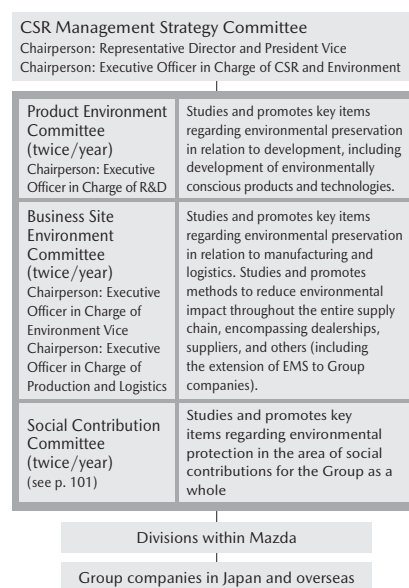 CSR Management Strategy Committee
Chairperson: Representative Director and President Vice
Chairperson: Executive Officer in Charge of CSR and Environment
Product Environment
Committee
(twice/year)
Chairperson: Executive
Officer in Charge of R&D
Studies and promotes key items
regarding environmental preservation
in relation to development, including
development of environmentally
conscious products and technologies.
Business Site
Environment
Committee
(twice/year)
Chairperson: Executive
Officer in Charge of
Environment Vice
Chairperson: Executive
Officer in Charge of
Production and Logistics
Studies and promotes key items
regarding environmental preservation
in relation to manufacturing and
logistics. Studies and promotes
methods to reduce environmental
impact throughout the entire supply
chain, encompassing dealerships,
suppliers, and others (including
the extension of EMS to Group
companies).
Social Contribution
Committee
(twice/year)
(see p. 101)
Studies and promotes key
items regarding environmental
protection in the area of social
contributions for the Group as a
whole
Divisions within Mazda
Group companies in Japan and overseas